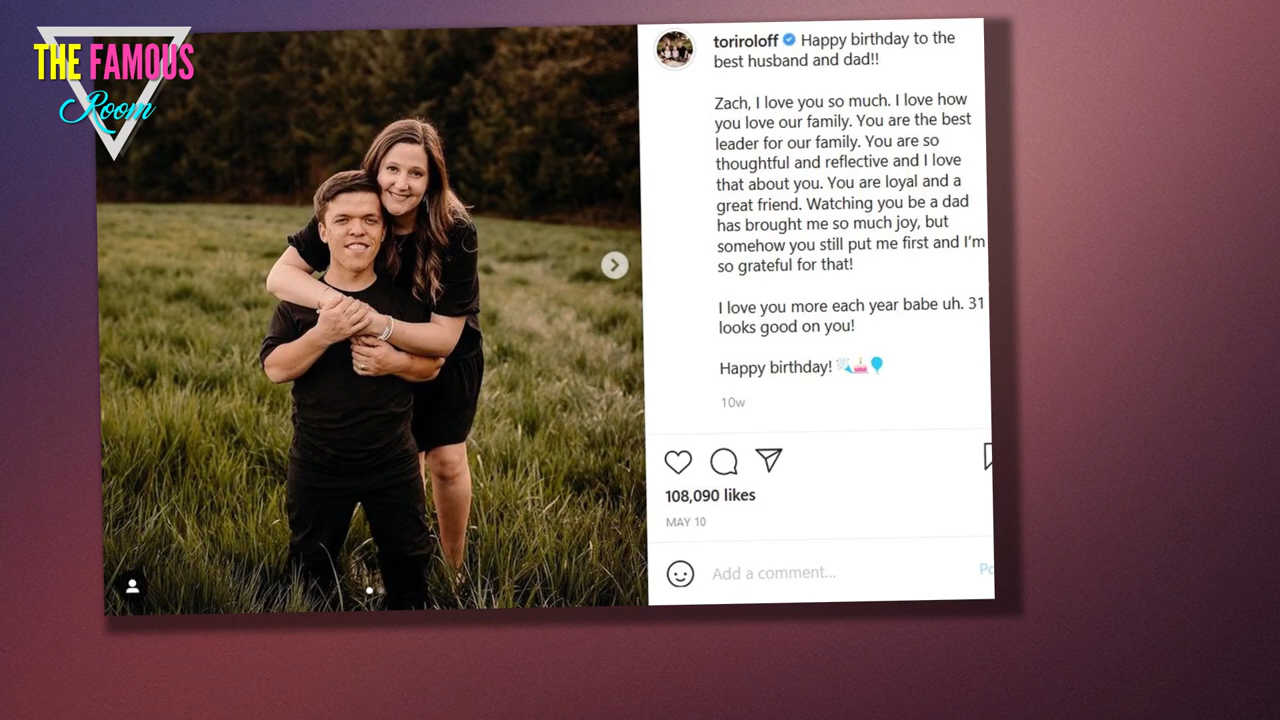 THE FAMOUS
Room
toriroloff Happy birthday to the
best husband and dad!!
Zach, I love you so much. I love how
you love our family. You are the best
leader for our family. You are so
thoughtful and reflective and I love
that about you. You are loyal and a
great friend. Watching you be a dad
has brought me so much joy, but
somehow you still put me first and I'm
so grateful for that!
I love you more each year babe uh. 31
looks good on you!
Happy birthday! 🎉🎂🎈
10w
108,090 likes
MAY 10
Add a comment...